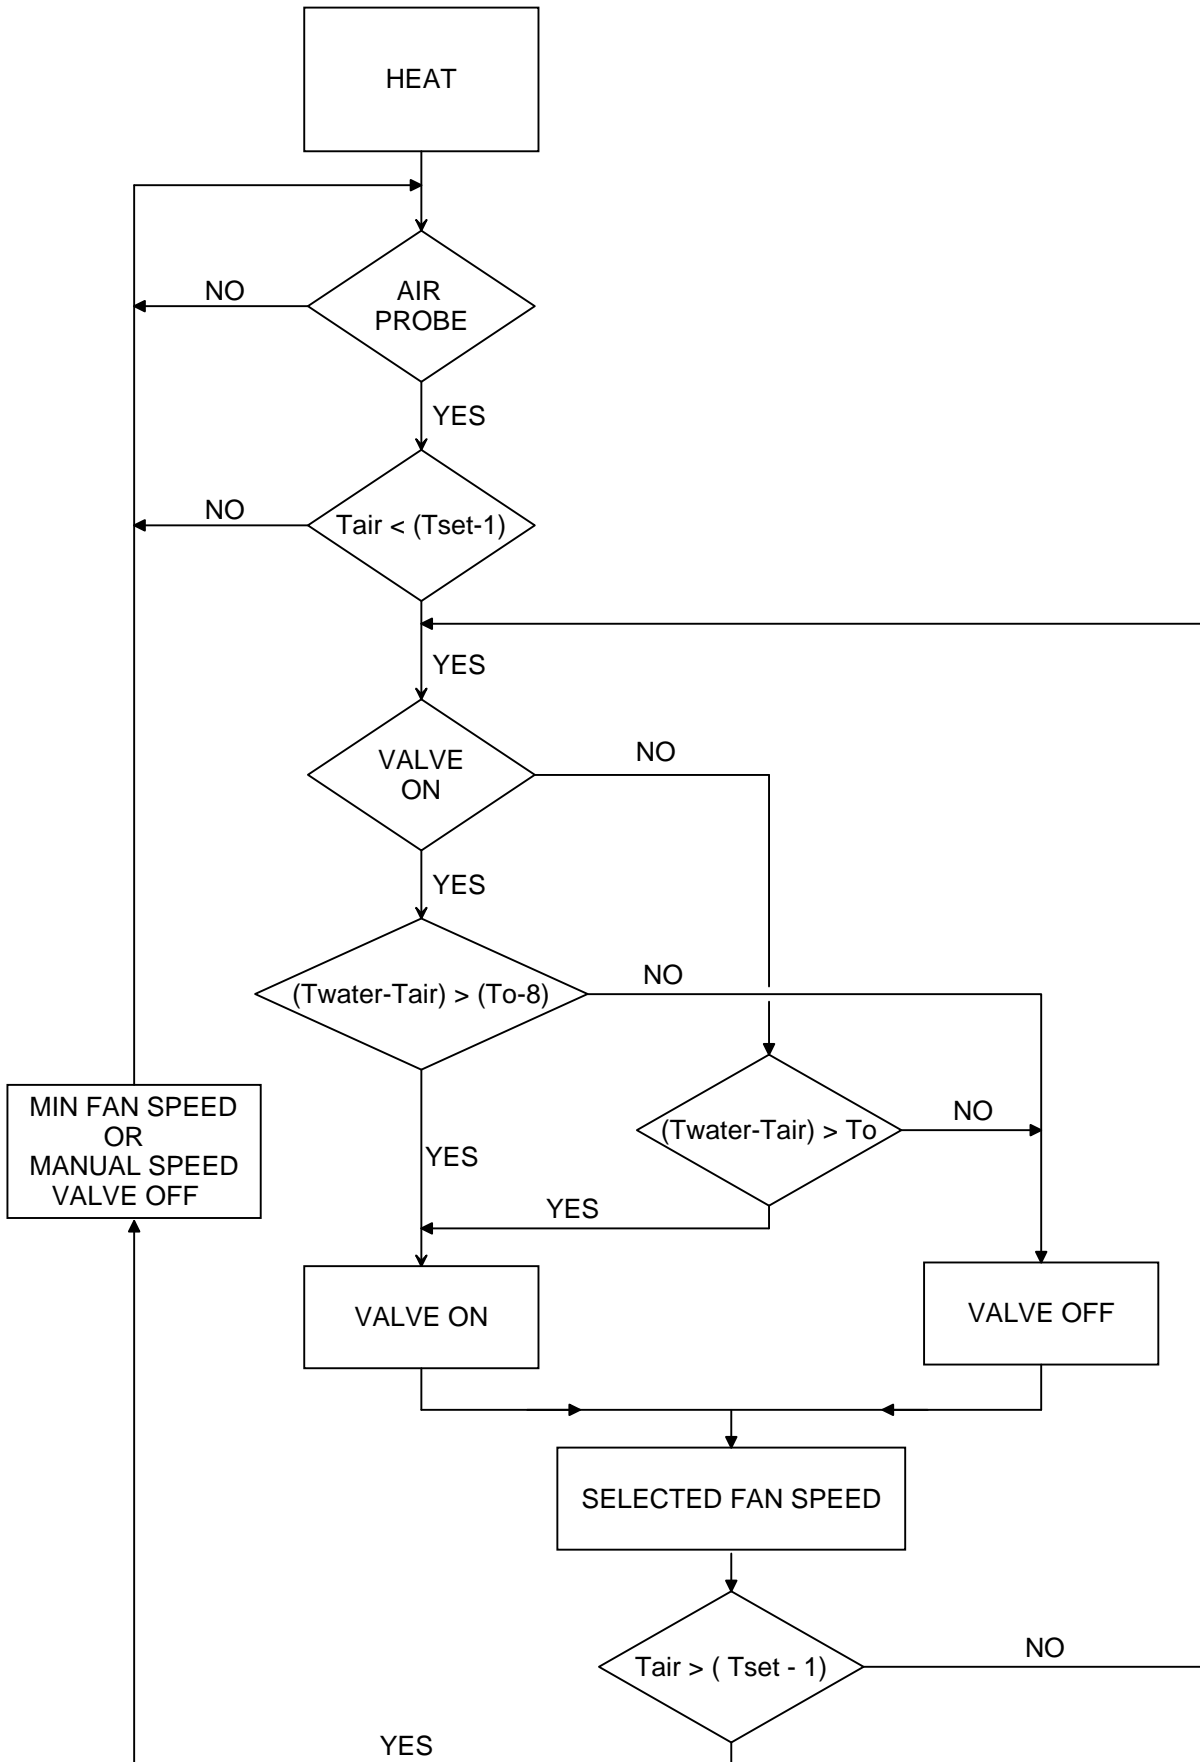 HEAT
NO
AIR
PROBE
YES
NO
Tair < (Tset-1)
YES
VALVE
ON
NO
YES
(Twater-Tair) > (To-8)
NO
MIN FAN SPEED
OR
MANUAL SPEED
VALVE OFF
(Twater-Tair) > To
NO
YES
YES
VALVE ON
VALVE OFF
SELECTED FAN SPEED
Tair > ( Tset - 1)
NO
YES